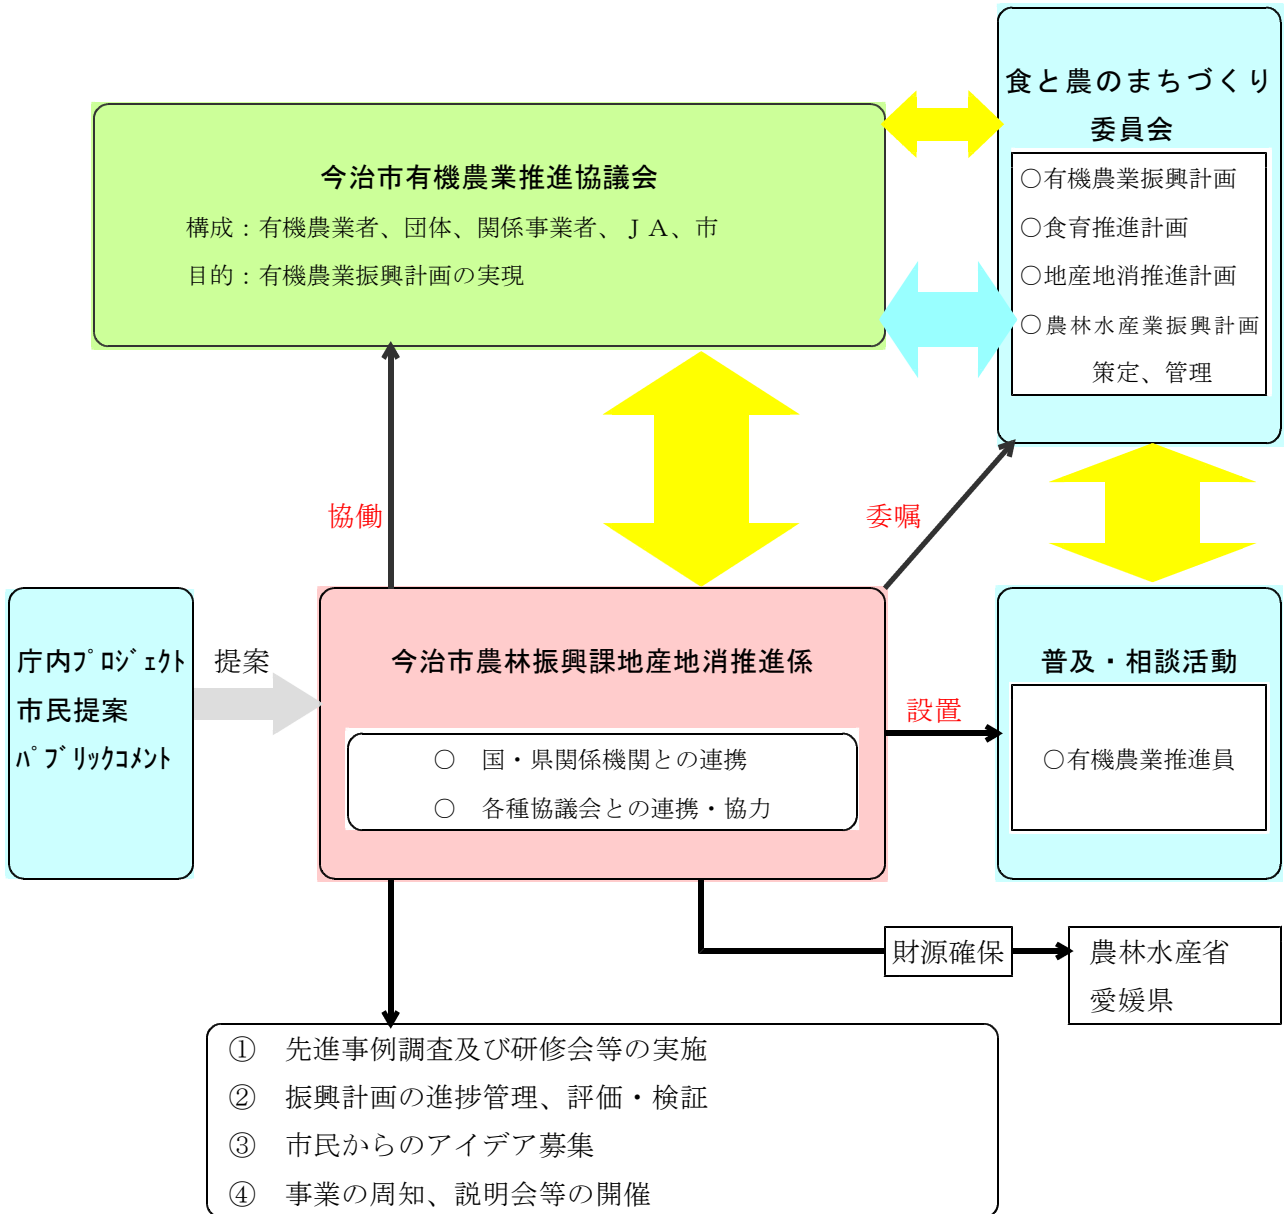 食と農のまちづくり
委員会
○有機農業振興計画
○食育推進計画
○地産地消推進計画
○農林水産業振興計画
策定、管理
今治市有機農業推進協議会
構成：有機農業者、団体、関係事業者、ＪＡ、市
目的：有機農業振興計画の実現
協働
委嘱
庁内ﾌﾟﾛｼﾞｪｸﾄ
市民提案
ﾊﾟﾌﾞﾘｯｸｺﾒﾝﾄ
提案
今治市農林振興課地産地消推進係
○　国・県関係機関との連携
○　各種協議会との連携・協力
設置
普及・相談活動
○有機農業推進員
財源確保
農林水産省
愛媛県
①　先進事例調査及び研修会等の実施
②　振興計画の進捗管理、評価・検証
③　市民からのアイデア募集
④　事業の周知、説明会等の開催